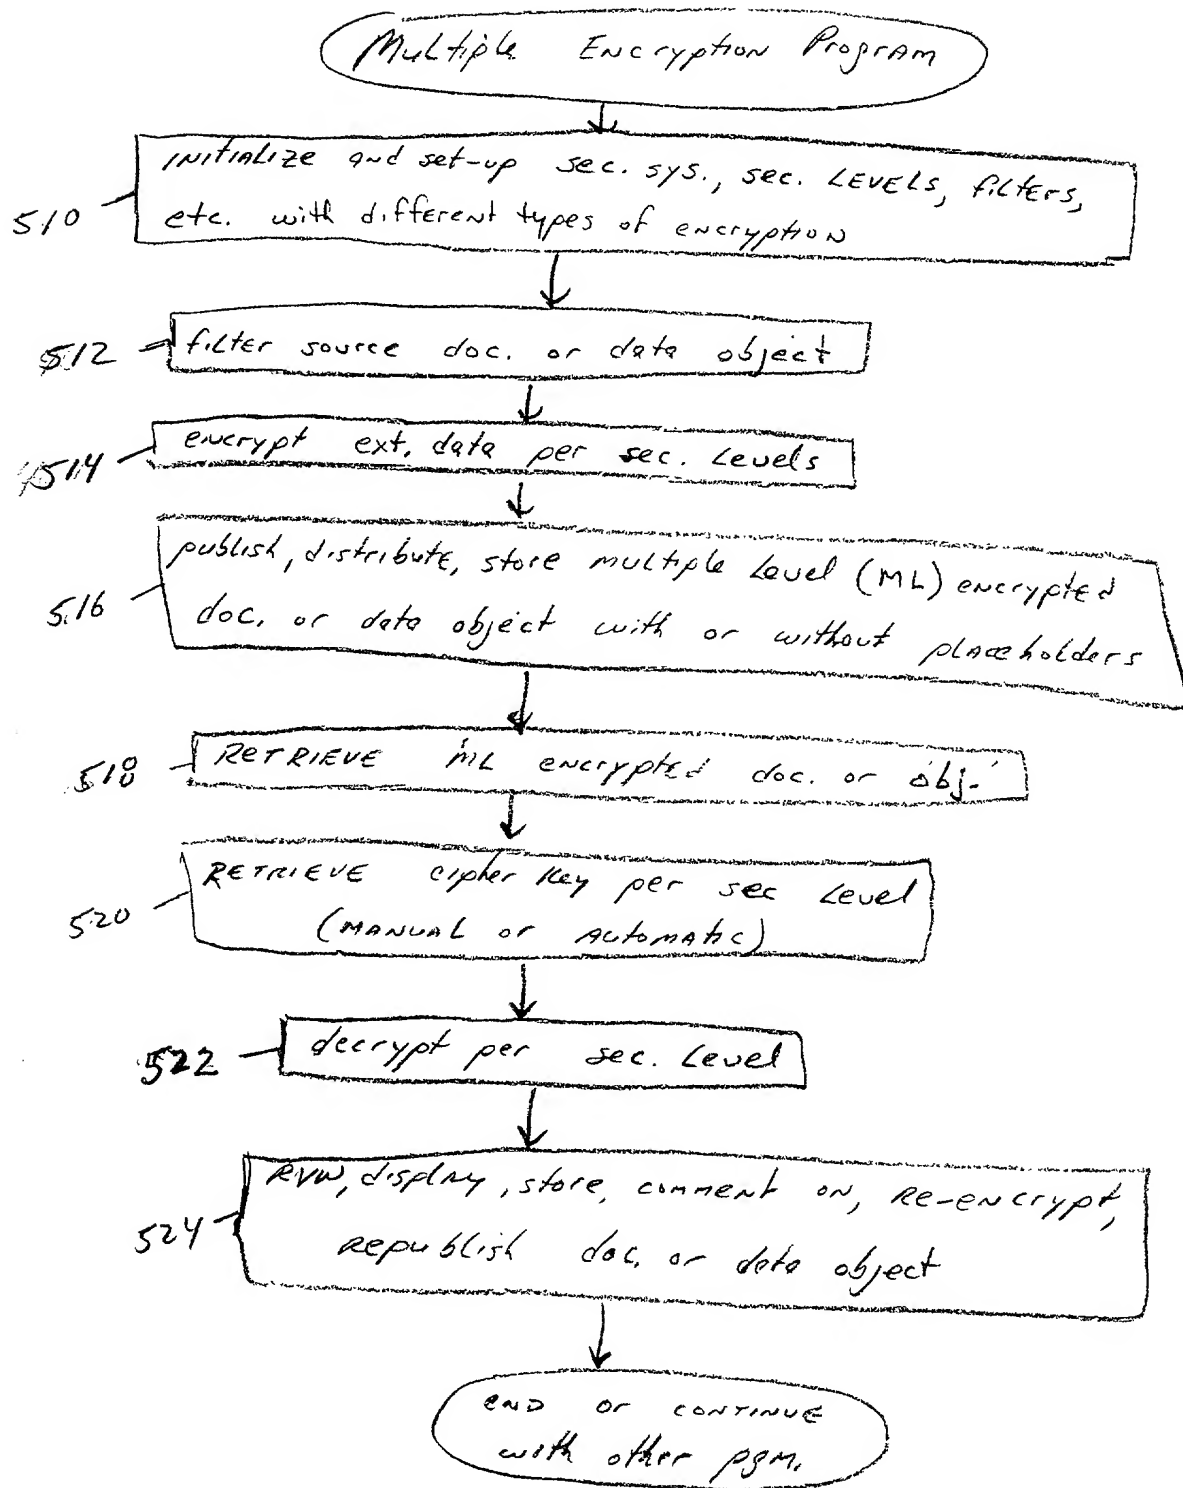 Multiple Encryption Program
510
INITIALIZE and set-up sec. sys., sec. LEVELS, filters,
etc. with different types of encryption
512
filter source doc. or data object
514
encrypt ext. data per sec. Levels
516
publish, distribute, store multiple Level (ML) encrypted
doc. or data object with or without placeholders
518
RETRIEVE ML encrypted doc. or obj.
520
RETRIEVE cipher Key per sec Level
(MANUAL or AUTOMATIC)
522
decrypt per sec. Level
524
RVW, display, store, comment on, RE-encrypt,
Republish doc. or data object
END or CONTINUE
with other pgm.